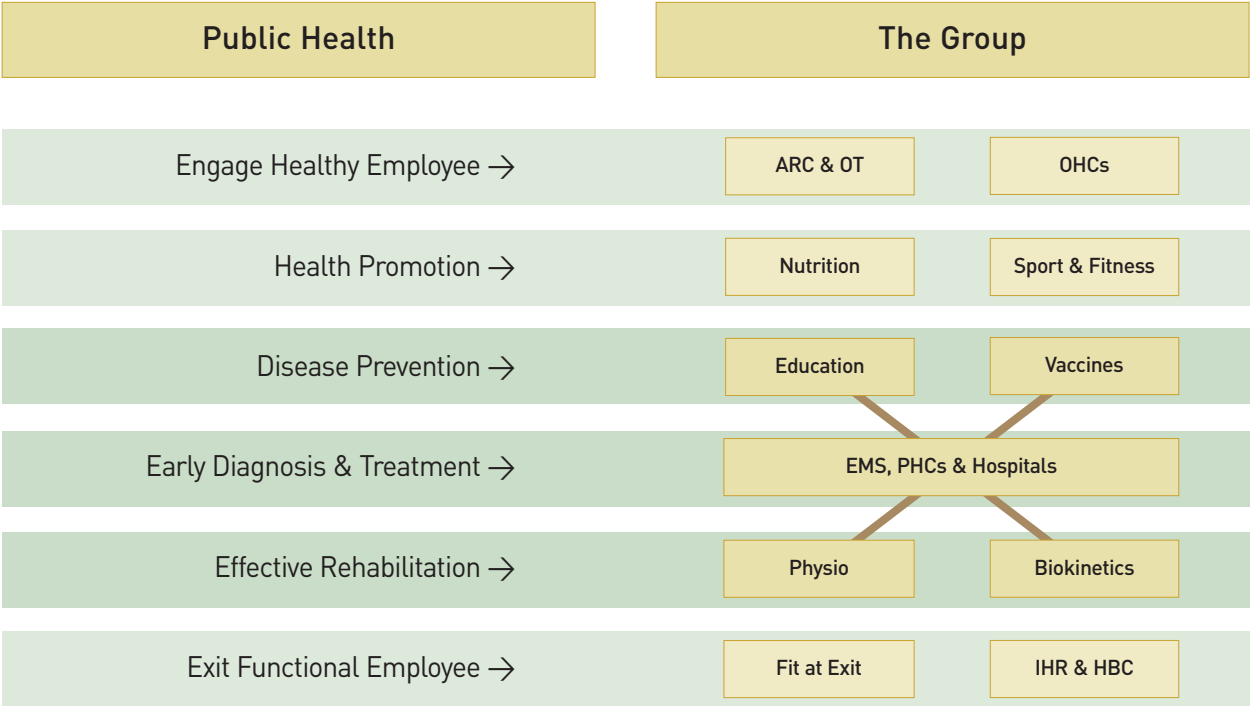 Public Health
The Group
Engage Healthy Employee →
ARC & OT
OHCs
Health Promotion →
Nutrition
Sport & Fitness
Disease Prevention →
Education
Vaccines
Early Diagnosis & Treatment →
EMS, PHCs & Hospitals
Effective Rehabilitation →
Physio
Biokinetics
Exit Functional Employee →
Fit at Exit
IHR & HBC